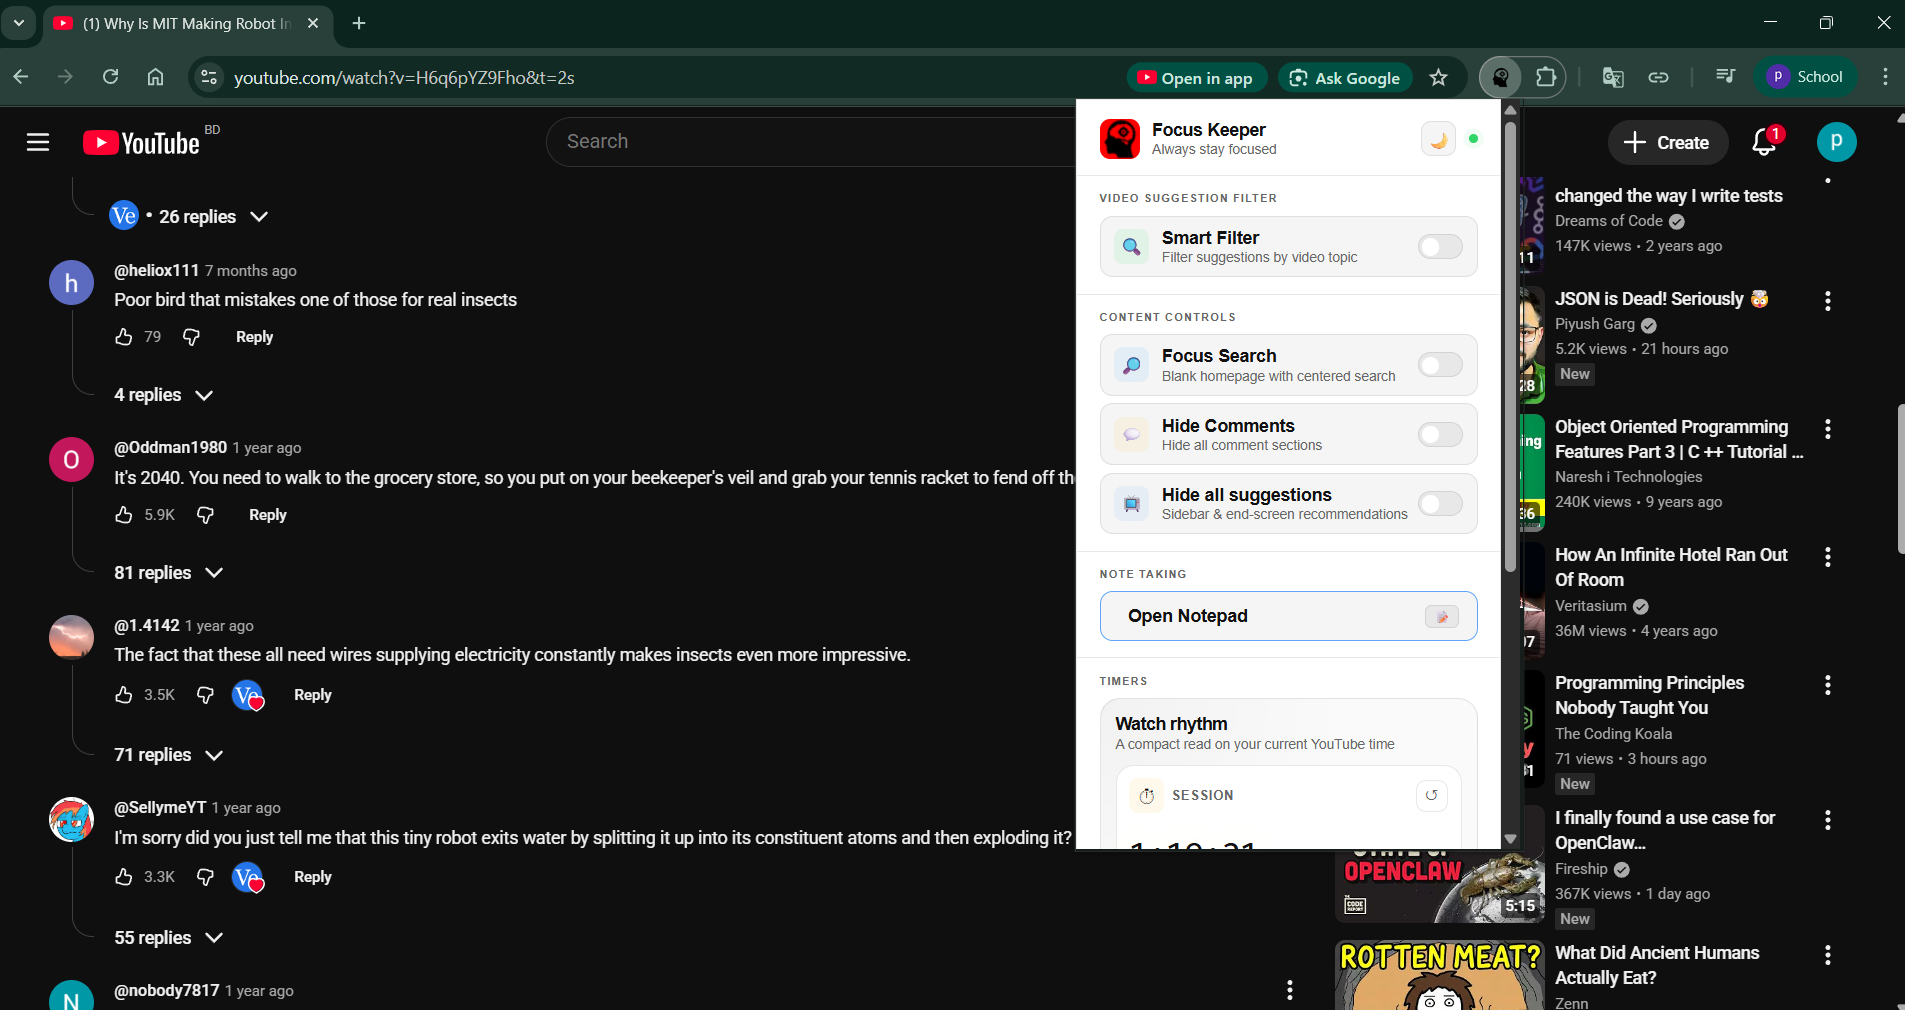 (1) Why Is MIT Making Robot In
youtube.com/watch?v=H6q6pYZ9Fho&t=2s
Open in app
Ask Google
p
School
YouTube
BD
Search
Create
1
p
Ve
• 26 replies
h
@heliox111 7 months ago
Poor bird that mistakes one of those for real insects
79
Reply
4 replies
O
@Oddman1980 1 year ago
It's 2040. You need to walk to the grocery store, so you put on your beekeeper's veil and grab your tennis racket to fend off th
5.9K
Reply
81 replies
@1.4142 1 year ago
The fact that these all need wires supplying electricity constantly makes insects even more impressive.
3.5K
Ve
Reply
71 replies
@SellymeYT 1 year ago
I'm sorry did you just tell me that this tiny robot exits water by splitting it up into its constituent atoms and then exploding it?
3.3K
Ve
Reply
55 replies
N
@nobody7817 1 year ago
Focus Keeper
Always stay focused
VIDEO SUGGESTION FILTER
Smart Filter
Filter suggestions by video topic
CONTENT CONTROLS
Focus Search
Blank homepage with centered search
Hide Comments
Hide all comment sections
Hide all suggestions
Sidebar & end-screen recommendations
NOTE TAKING
Open Notepad
TIMERS
Watch rhythm
A compact read on your current YouTube time
SESSION
changed the way I write tests
Dreams of Code
147K views • 2 years ago
11
JSON is Dead! Seriously 🤯
Piyush Garg
5.2K views • 21 hours ago
New
28
Object Oriented Programming
Features Part 3 | C ++ Tutorial ...
Naresh i Technologies
240K views • 9 years ago
ing
36
How An Infinite Hotel Ran Out
Of Room
Veritasium
36M views • 4 years ago
07
Programming Principles
Nobody Taught You
The Coding Koala
71 views • 3 hours ago
New
31
I finally found a use case for
OpenClaw...
Fireship
367K views • 1 day ago
New
OPENCLAW
THE
CODE
REPORT
5:15
What Did Ancient Humans
Actually Eat?
Zenn
ROTTEN MEAT?